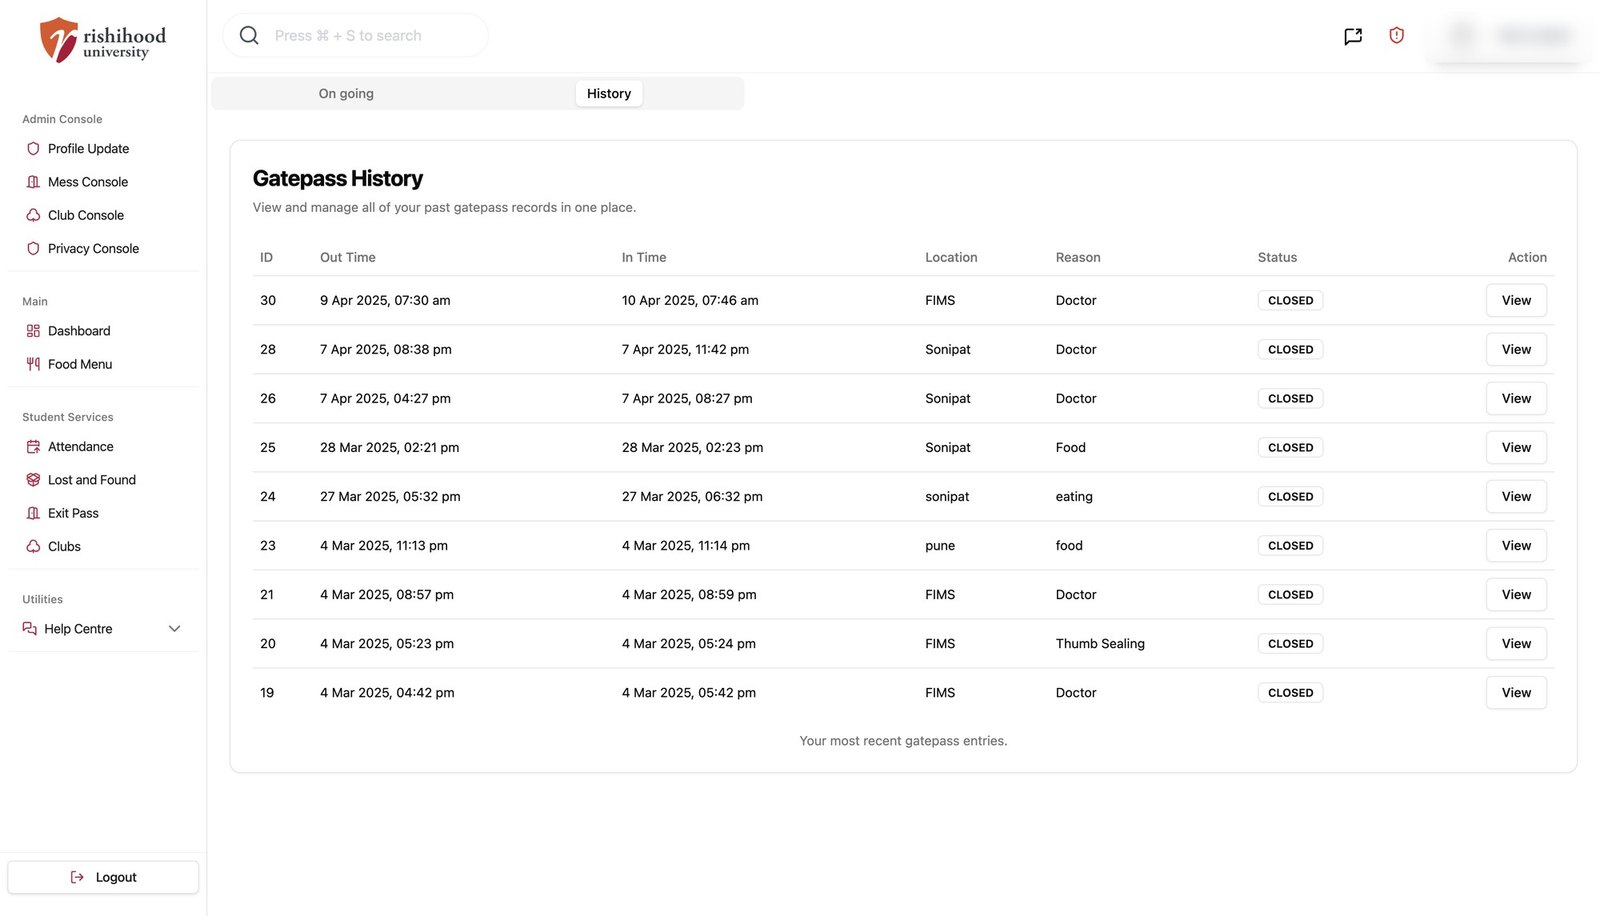 rishihood
university
Press ⌘ + S to search
On going
History
Admin Console
Profile Update
Mess Console
Club Console
Privacy Console
Main
Dashboard
Food Menu
Student Services
Attendance
Lost and Found
Exit Pass
Clubs
Utilities
Help Centre
Logout
Gatepass History
View and manage all of your past gatepass records in one place.
ID Out Time In Time Location Reason Status Action
30 9 Apr 2025, 07:30 am 10 Apr 2025, 07:46 am FIMS Doctor CLOSED View
28 7 Apr 2025, 08:38 pm 7 Apr 2025, 11:42 pm Sonipat Doctor CLOSED View
26 7 Apr 2025, 04:27 pm 7 Apr 2025, 08:27 pm Sonipat Doctor CLOSED View
25 28 Mar 2025, 02:21 pm 28 Mar 2025, 02:23 pm Sonipat Food CLOSED View
24 27 Mar 2025, 05:32 pm 27 Mar 2025, 06:32 pm sonipat eating CLOSED View
23 4 Mar 2025, 11:13 pm 4 Mar 2025, 11:14 pm pune food CLOSED View
21 4 Mar 2025, 08:57 pm 4 Mar 2025, 08:59 pm FIMS Doctor CLOSED View
20 4 Mar 2025, 05:23 pm 4 Mar 2025, 05:24 pm FIMS Thumb Sealing CLOSED View
19 4 Mar 2025, 04:42 pm 4 Mar 2025, 05:42 pm FIMS Doctor CLOSED View
Your most recent gatepass entries.